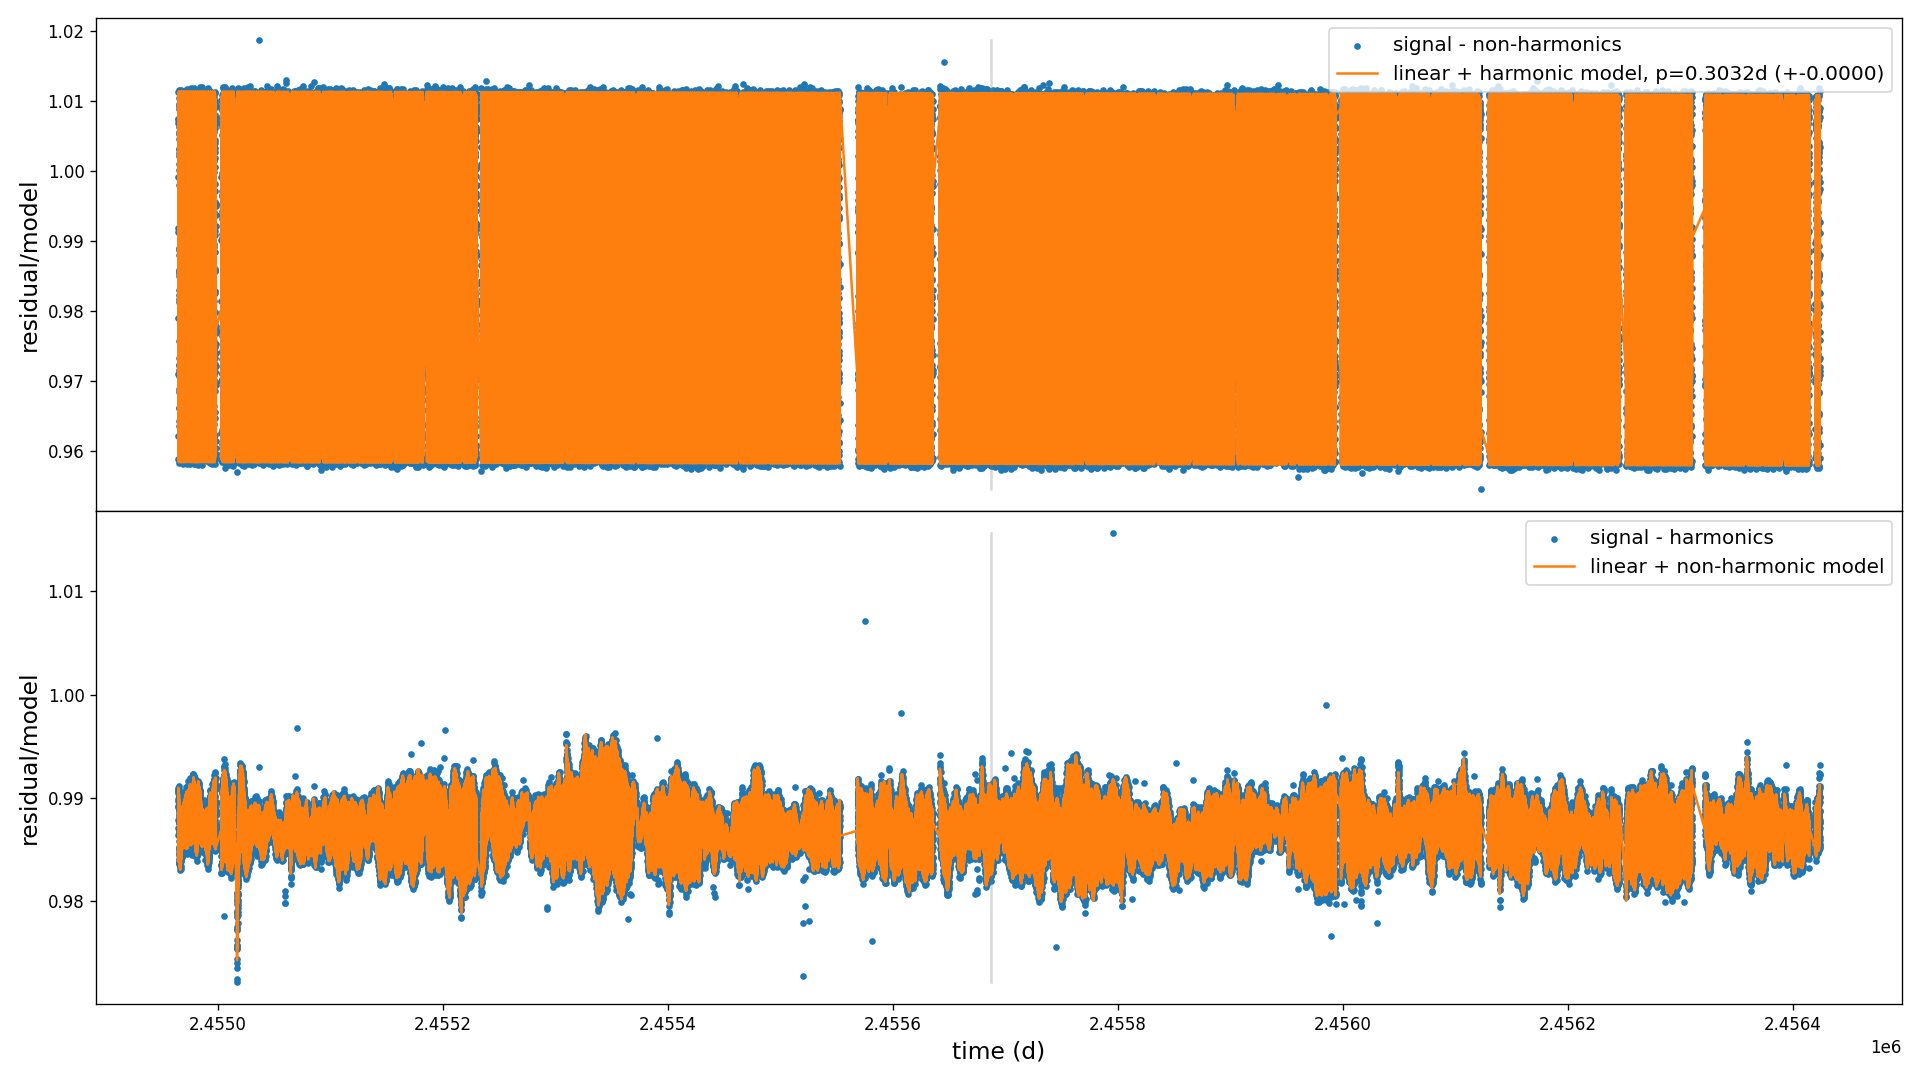 signal - non-harmonics
linear + harmonic model, p=0.3032d (+-0.0000)
1.02
1.01
1.00
0.99
0.98
0.97
0.96
residual/model
signal - harmonics
linear + non-harmonic model
1.01
1.00
0.99
0.98
residual/model
2.4550 2.4552 2.4554 2.4556 2.4558 2.4560 2.4562 2.4564
1e6
time (d)